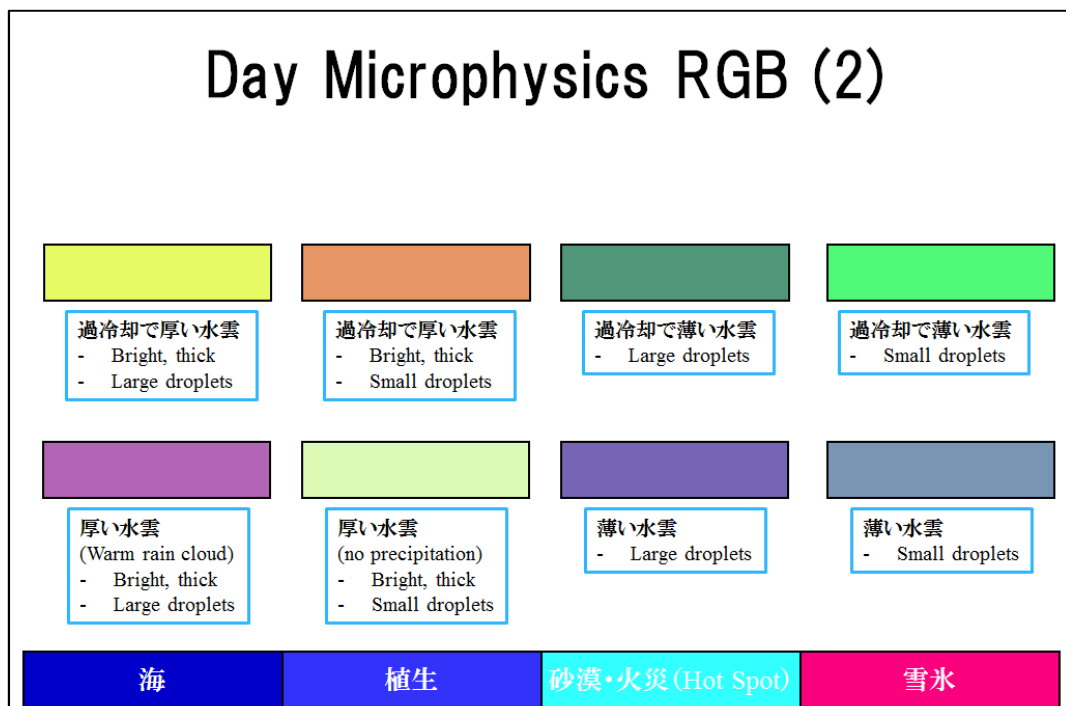 Day Microphysics RGB (2)
過冷却で厚い水雲
- Bright, thick
- Large droplets
過冷却で厚い水雲
- Bright, thick
- Small droplets
過冷却で薄い水雲
- Large droplets
過冷却で薄い水雲
- Small droplets
厚い水雲
(Warm rain cloud)
- Bright, thick
- Large droplets
厚い水雲
(no precipitation)
- Bright, thick
- Small droplets
薄い水雲
- Large droplets
薄い水雲
- Small droplets
海
植生
砂漠・火災(Hot Spot)
雪氷